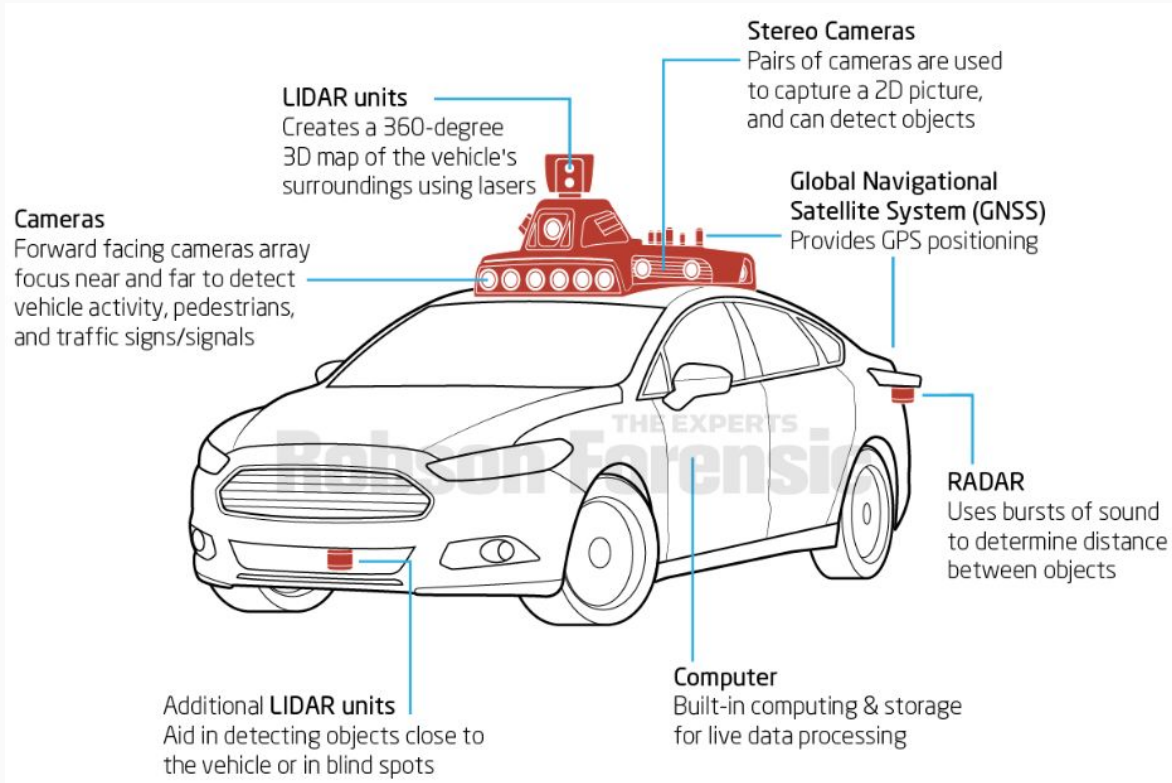 Stereo Cameras
Pairs of cameras are used
to capture a 2D picture,
and can detect objects
LIDAR units
Creates a 360-degree
3D map of the vehicle's
surroundings using lasers
Global Navigational
Satellite System (GNSS)
Provides GPS positioning
Cameras
Forward facing cameras array
focus near and far to detect
vehicle activity, pedestrians,
and traffic signs/signals
THE EXPERTS
Robson Forensic
RADAR
Uses bursts of sound
to determine distance
between objects
Computer
Built-in computing & storage
for live data processing
Additional LIDAR units
Aid in detecting objects close to
the vehicle or in blind spots